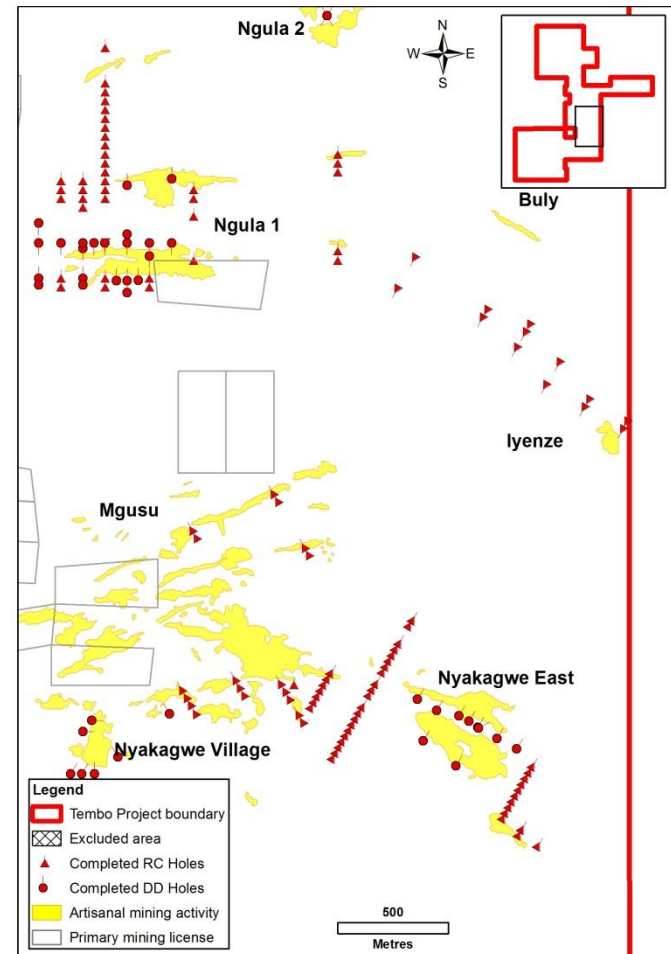 Ngula 2
N
W E
S
Buly
Ngula 1
Iyenze
Mgusu
Nyakagwe East
Nyakagwe Village
Legend
Tembo Project boundary
Excluded area
Completed RC Holes
Completed DD Holes
Artisanal mining activity
Primary mining license
500
Metres